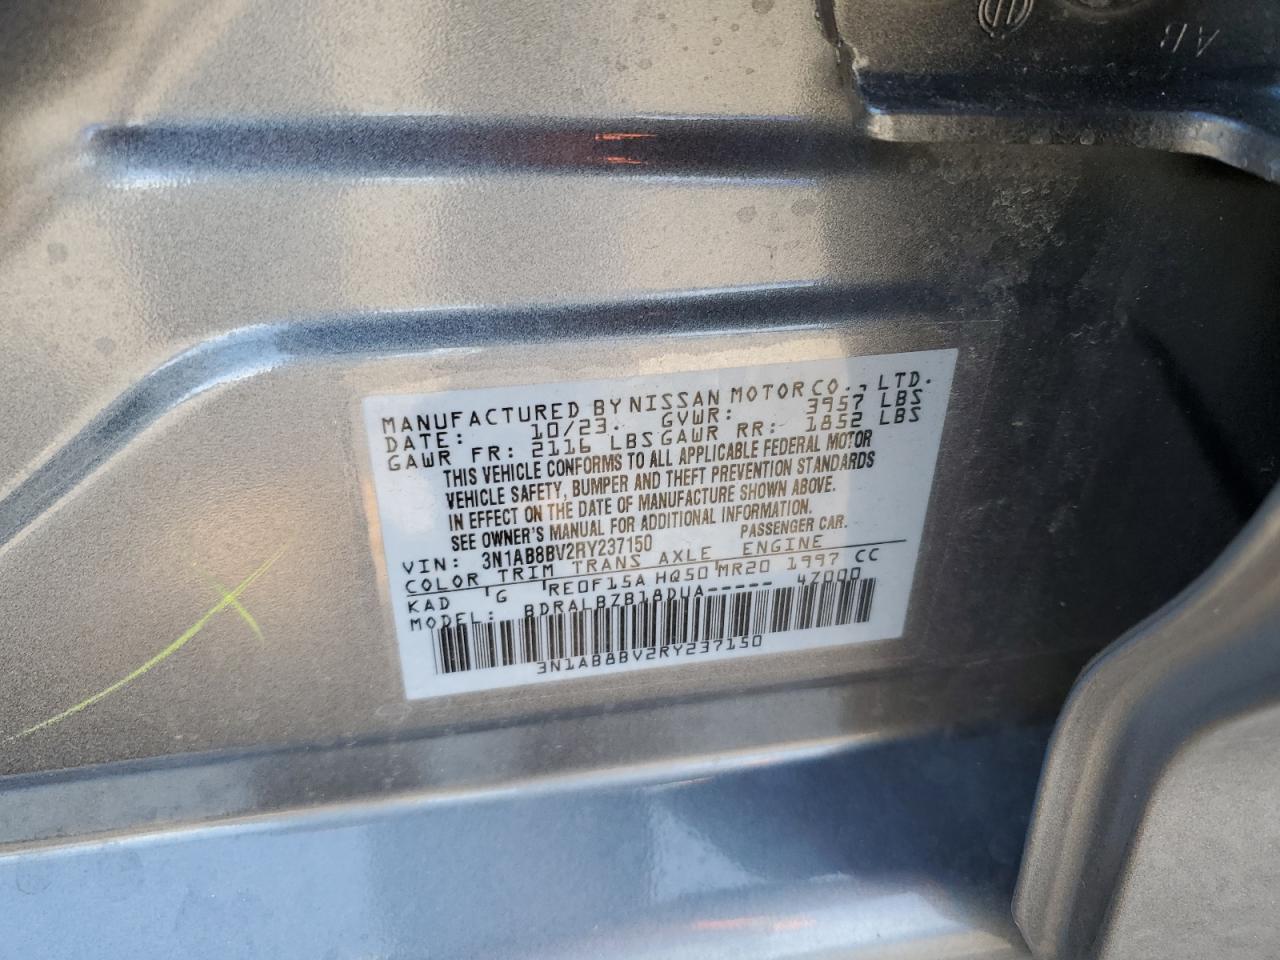 AB
MANUFACTURED BY NISSAN MOTOR CO., LTD.
DATE: 10/23 GVWR: 3957 LBS
GAWR FR: 2116 LBS GAWR RR: 1852 LBS
THIS VEHICLE CONFORMS TO ALL APPLICABLE FEDERAL MOTOR
VEHICLE SAFETY, BUMPER AND THEFT PREVENTION STANDARDS
IN EFFECT ON THE DATE OF MANUFACTURE SHOWN ABOVE.
SEE OWNER'S MANUAL FOR ADDITIONAL INFORMATION.
VIN: 3N1AB8BV2RY237150 PASSENGER CAR.
COLOR TRIM TRANS AXLE ENGINE
KAD G RE0F15A HQ50 MR20 1997 CC
MODEL: BDRALBZB18DUA----- 47000
3N1AB8BV2RY237150